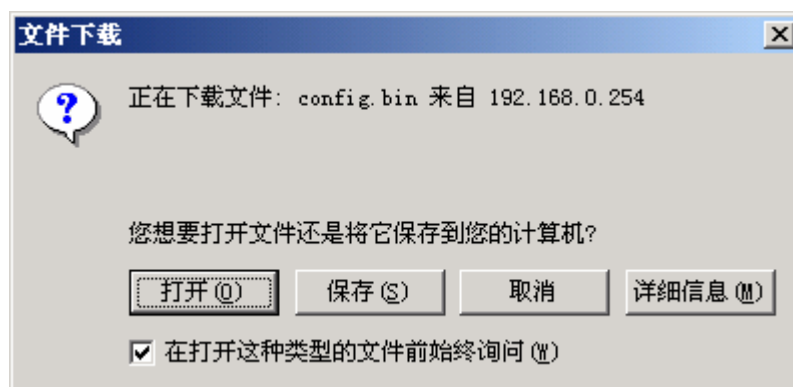 文件下载
正在下载文件: config.bin 来自 192.168.0.254
您想要打开文件还是将它保存到您的计算机?
打开(O) 保存(S) 取消 详细信息(M)
在打开这种类型的文件前始终询问(W)